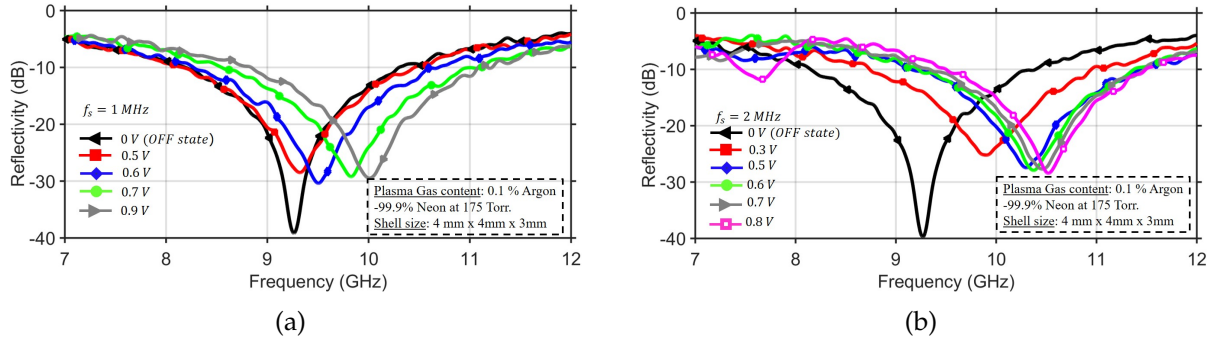 0
-10
-20
-30
-40
Reflectivity (dB)
f_s = 1 MHz
0 V (OFF state)
0.5 V
0.6 V
0.7 V
0.9 V
Plasma Gas content: 0.1 % Argon
-99.9% Neon at 175 Torr.
Shell size: 4 mm x 4mm x 3mm
7 8 9 10 11 12
Frequency (GHz)
(a)
0
-10
-20
-30
-40
Reflectivity (dB)
f_s = 2 MHz
0 V (OFF state)
0.3 V
0.5 V
0.6 V
0.7 V
0.8 V
Plasma Gas content: 0.1 % Argon
-99.9% Neon at 175 Torr.
Shell size: 4 mm x 4mm x 3mm
7 8 9 10 11 12
Frequency (GHz)
(b)